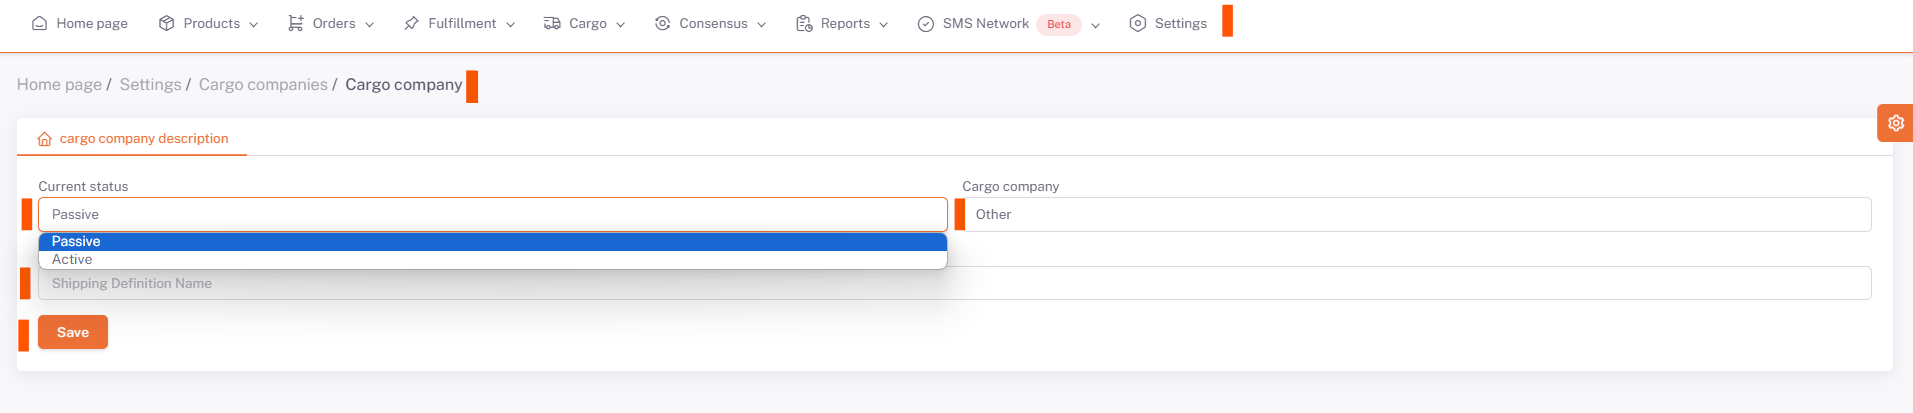 Home page Products Orders Fulfillment Cargo Consensus Reports SMS Network Beta Settings
Home page / Settings / Cargo companies / Cargo company
cargo company description
Current status Cargo company
Passive Other
Passive
Active
Shipping Definition Name
Save